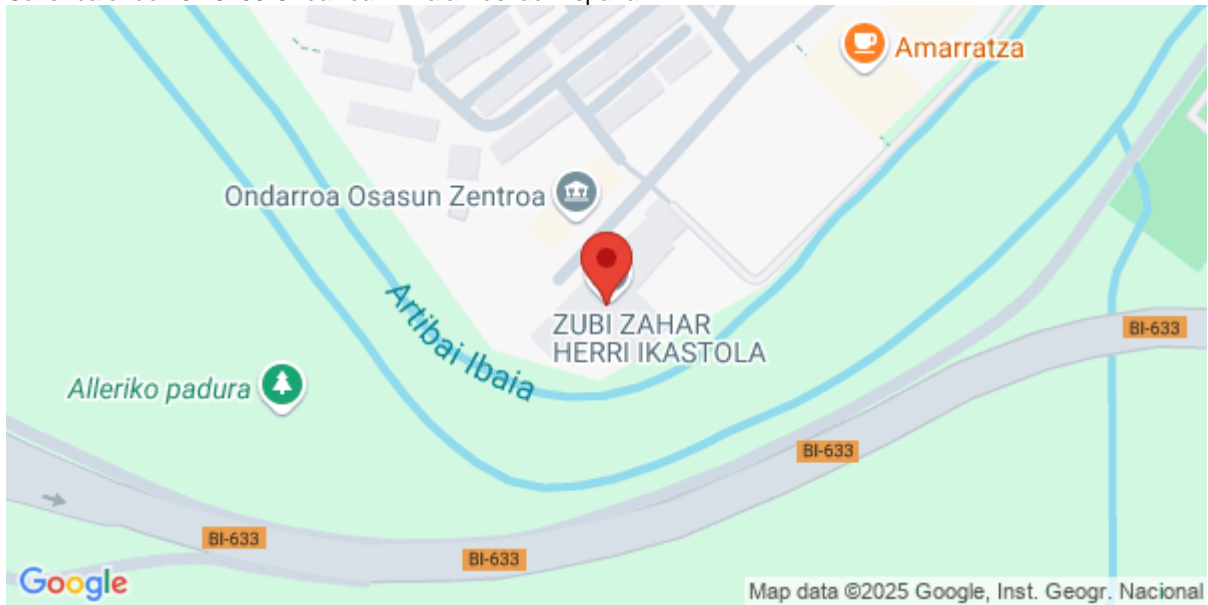 Amarratza
Ondarroa Osasun Zentroa
ZUBI ZAHAR
HERRI IKASTOLA
Artibai Ibaia
Alleriko padura
BI-633
BI-633
BI-633
BI-633
Google
Map data ©2025 Google, Inst. Geogr. Nacional